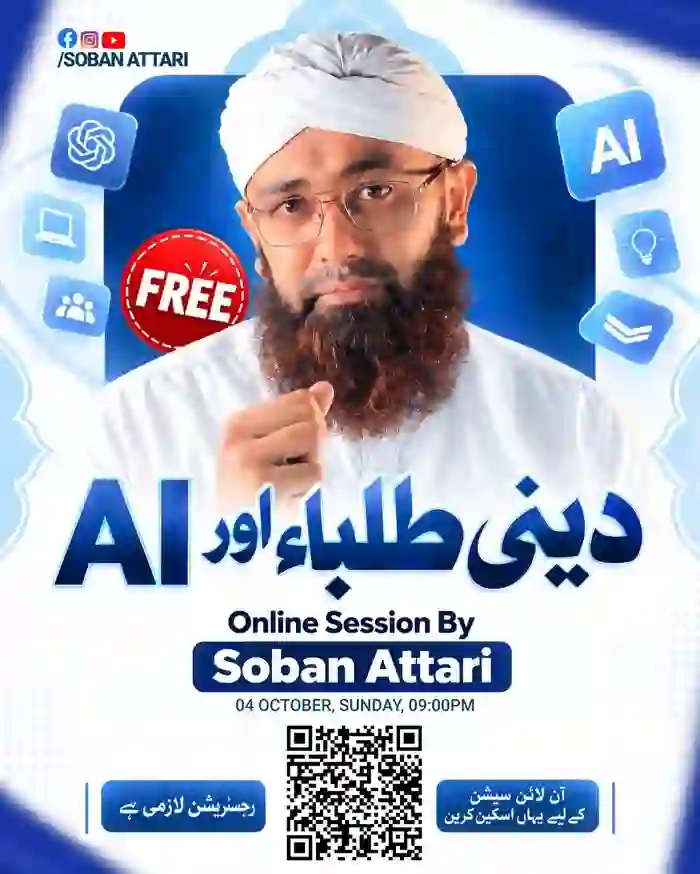 /SOBAN ATTARI
AI
FREE
دینی طلباء اور AI
Online Session By
Soban Attari
04 OCTOBER, SUNDAY, 09:00PM
آن لائن سیشن
کے لیے یہاں اسکین کریں
رجسٹریشن لازمی ہے